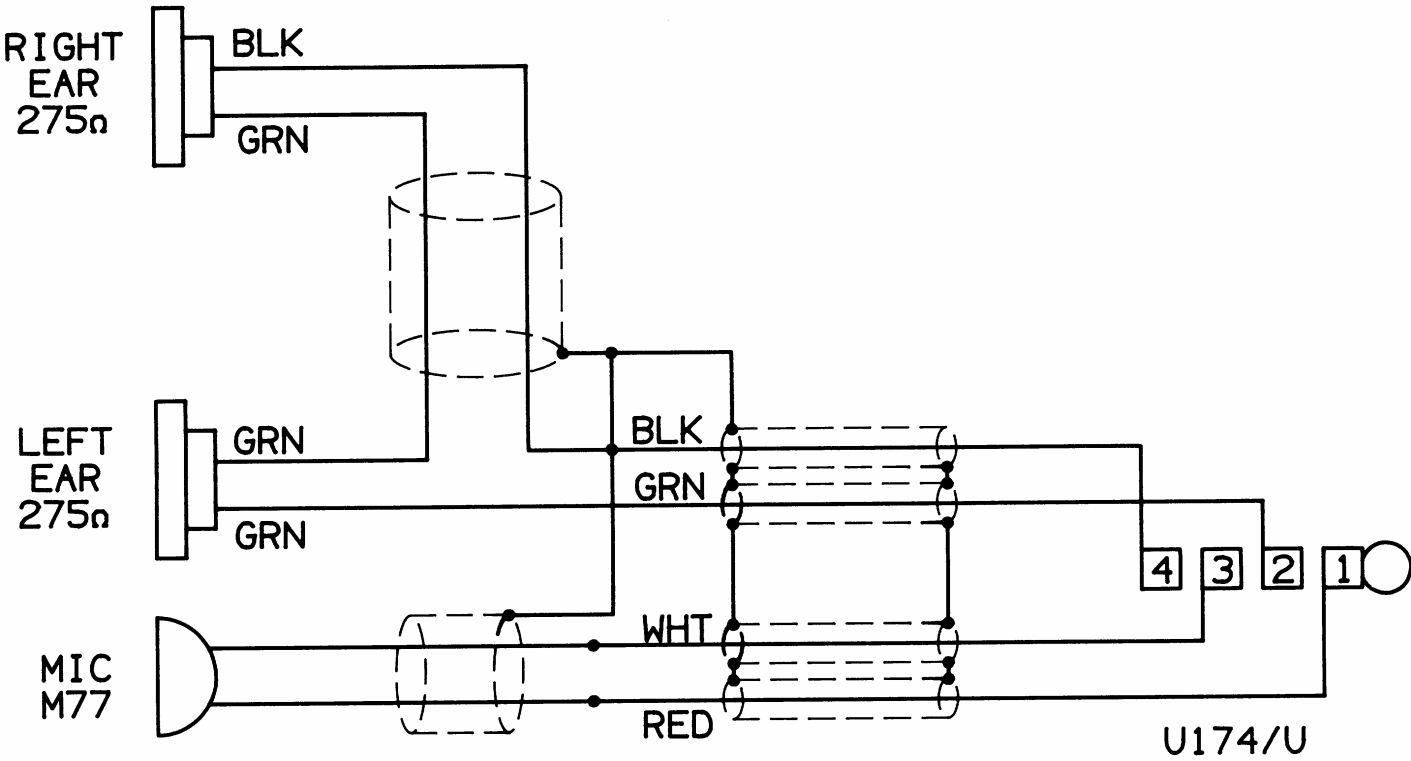 RIGHT
EAR
275Ω
BLK
GRN
LEFT
EAR
275Ω
GRN
GRN
BLK
GRN
4 3 2 1
MIC
M77
WHT
RED
U174/U